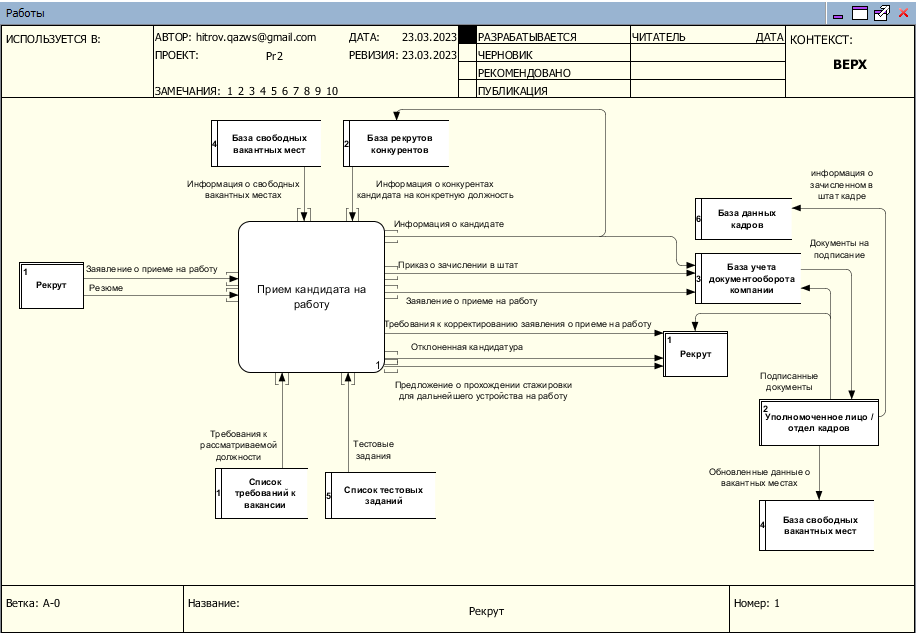 Работы
ИСПОЛЬЗУЕТСЯ В:
АВТОР: hitrov.qazws@gmail.com
ДАТА: 23.03.2023
ПРОЕКТ: Pr2
РЕВИЗИЯ: 23.03.2023
ЗАМЕЧАНИЯ: 1 2 3 4 5 6 7 8 9 10
РАЗРАБАТЫВАЕТСЯ
ЧЕРНОВИК
РЕКОМЕНДОВАНО
ПУБЛИКАЦИЯ
ЧИТАТЕЛЬ
ДАТА
КОНТЕКСТ:
ВЕРХ
4
База свободных
вакантных мест
2
База рекрутов
конкурентов
Информация о свободных
вакантных местах
Информация о конкурентах
кандидата на конкретную должность
информация о
зачисленном в
штат кадре
6
База данных
кадров
Информация о кандидате
Документы на
подписание
1
Рекрут
Заявление о приеме на работу
Резюме
Прием кандидата на
работу
1
Приказ о зачислении в штат
3
База учета
документооборота
компании
Заявление о приеме на работу
Требования к корректированию заявления о приеме на работу
Отклоненная кандидатура
1
Рекрут
Предложение о прохождении стажировки
для дальнейшего устройства на работу
Подписанные
документы
2
Уполномоченное лицо /
отдел кадров
Требования к
рассматриваемой
должности
Тестовые
задания
Обновленные данные о
вакантных местах
1
Список
требований к
вакансии
5
Список тестовых
заданий
4
База свободных
вакантных мест
Ветка: A-0
Название:
Рекрут
Номер: 1